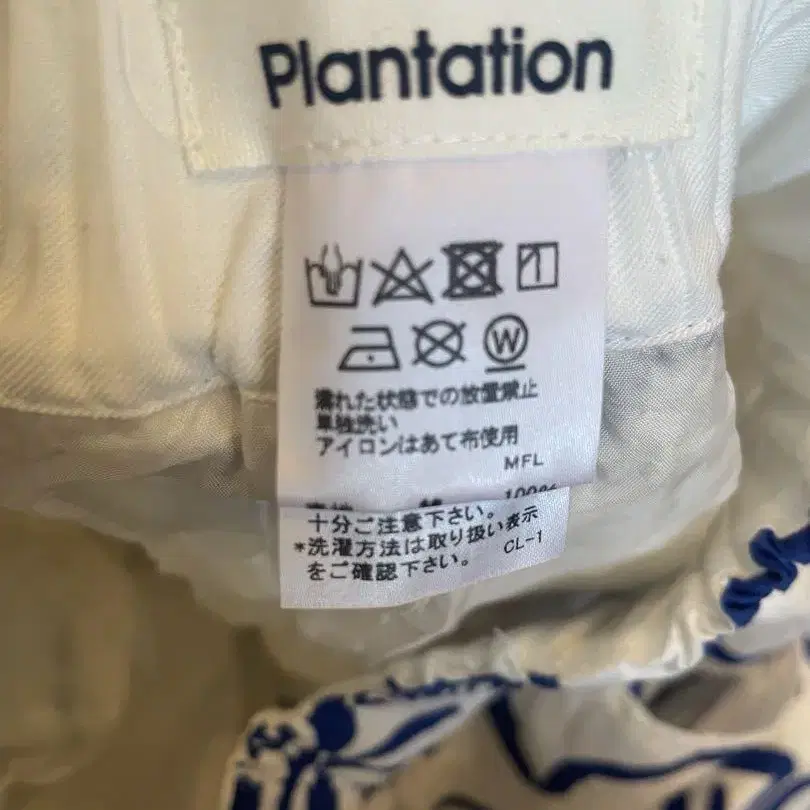 Plantation
W
濡れた状態での放置禁止
単独洗い
アイロンはあて布使用
MFL
100%
十分ご注意下さい。
*洗濯方法は取り扱い表示
をご確認下さい。
CL-1